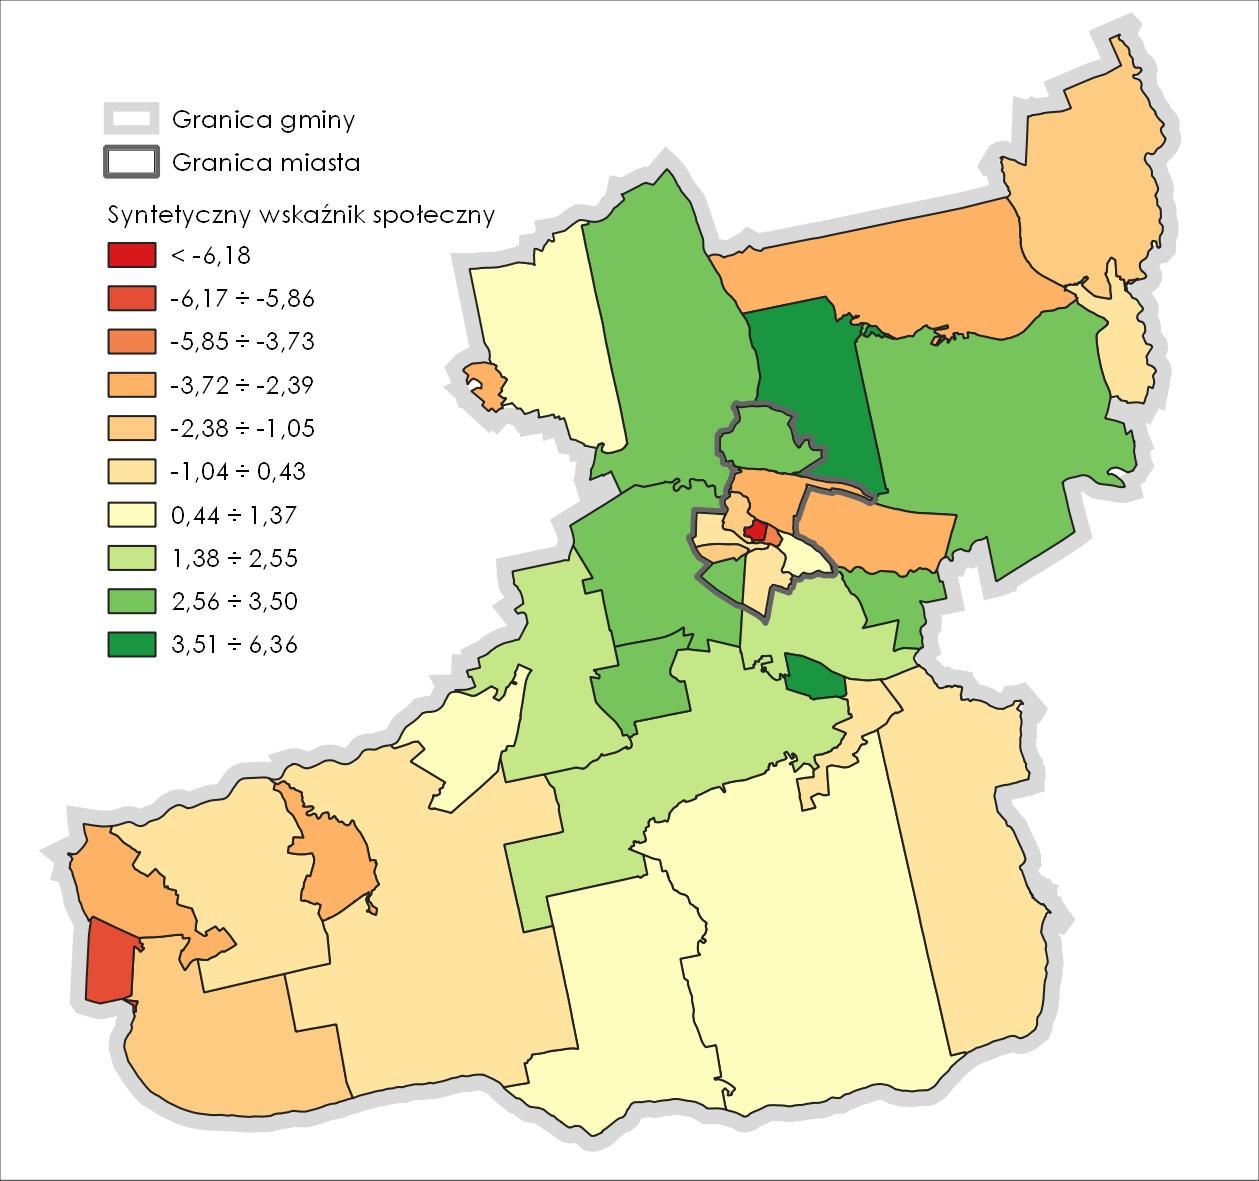 Granica gminy
Granica miasta
Syntetyczny wskaźnik społeczny
< -6,18
-6,17 ÷ -5,86
-5,85 ÷ -3,73
-3,72 ÷ -2,39
-2,38 ÷ -1,05
-1,04 ÷ 0,43
0,44 ÷ 1,37
1,38 ÷ 2,55
2,56 ÷ 3,50
3,51 ÷ 6,36